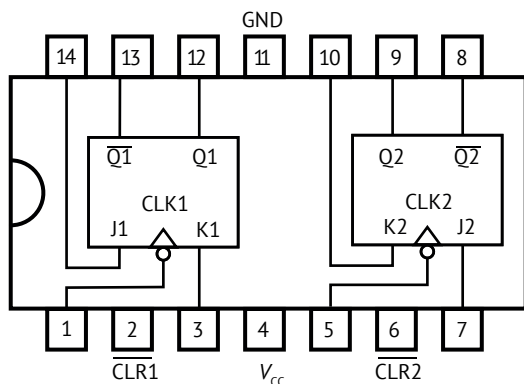 GND
14 13 12 11 10 9 8
Q̅1̅ Q1 Q2 Q̅2̅
CLK1 CLK2
J1 K1 K2 J2
1 2 3 4 5 6 7
C̅L̅R̅1̅ V_CC C̅L̅R̅2̅